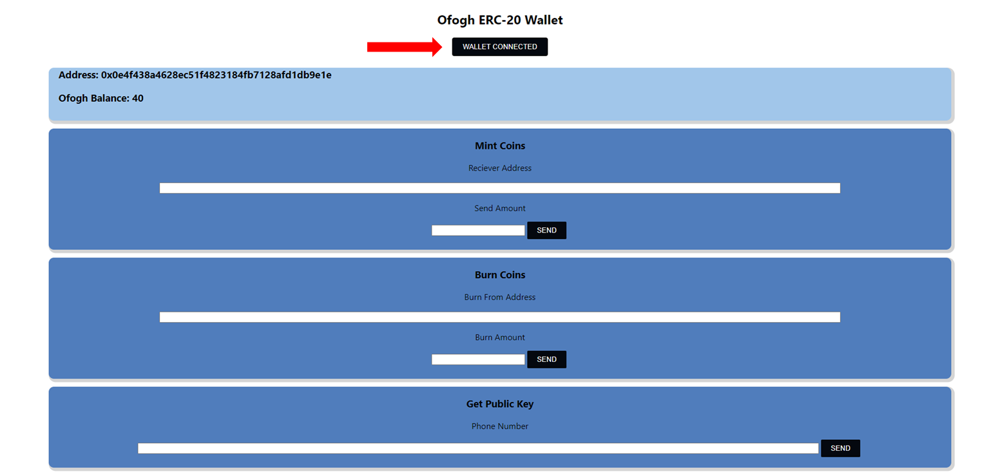 Ofogh ERC-20 Wallet
WALLET CONNECTED
Address: 0x0e4f438a4628ec51f4823184fb7128afd1db9e1e
Ofogh Balance: 40
Mint Coins
Reciever Address
Send Amount
SEND
Burn Coins
Burn From Address
Burn Amount
SEND
Get Public Key
Phone Number
SEND